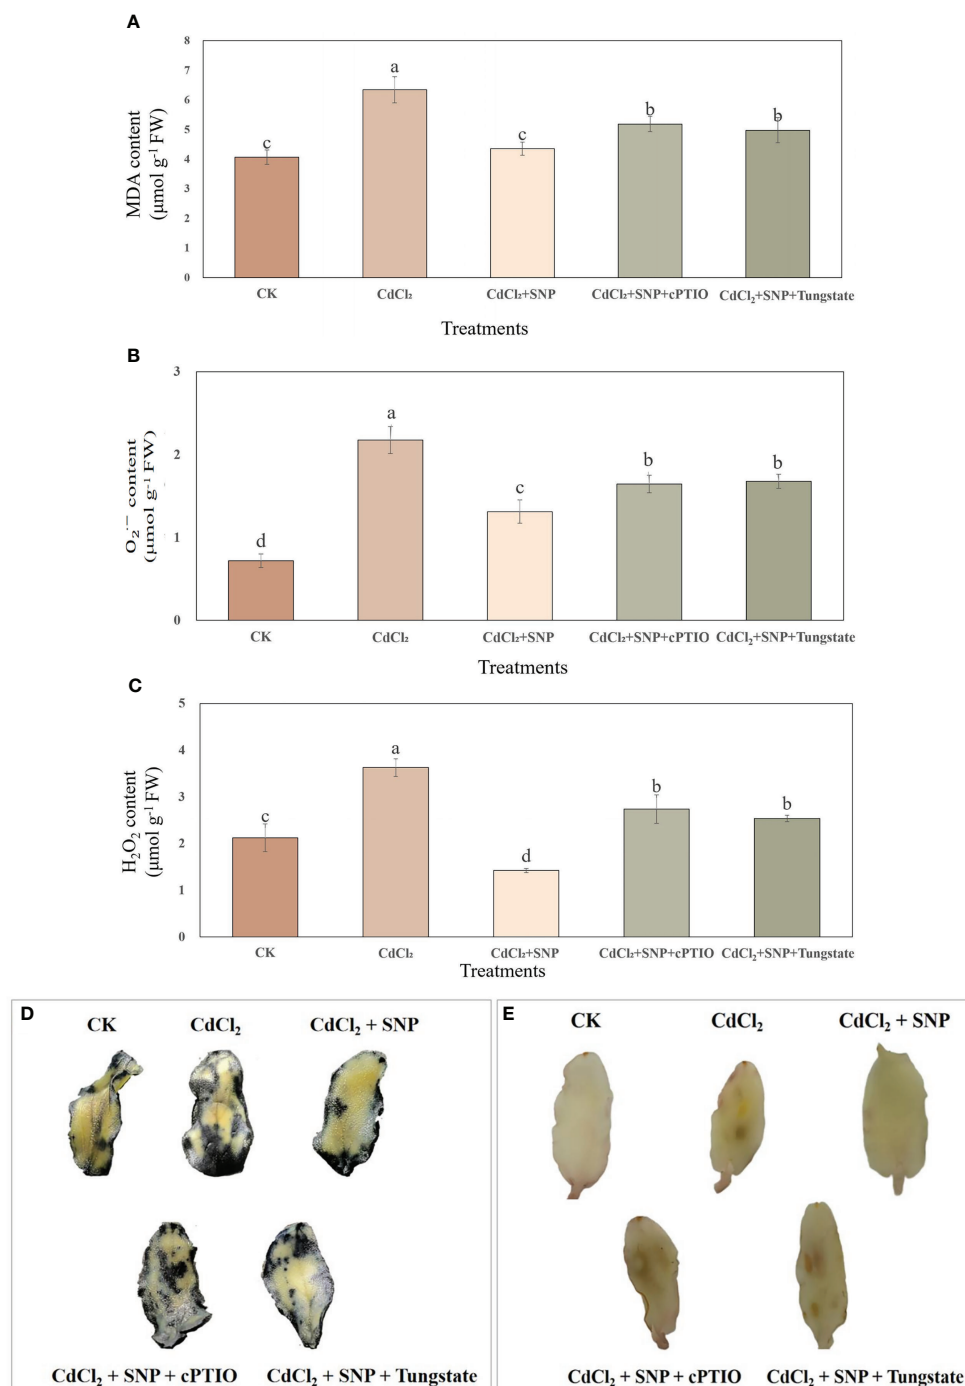 A
MDA content
(µmol g⁻¹ FW)
8
7
6
5
4
3
2
1
0
c
a
c
b
b
CK
CdCl₂
CdCl₂+SNP
CdCl₂+SNP+cPTIO
CdCl₂+SNP+Tungstate
Treatments
B
O₂˙⁻ content
(µmol g⁻¹ FW)
3
2
1
0
d
a
c
b
b
CK
CdCl₂
CdCl₂+SNP
CdCl₂+SNP+cPTIO
CdCl₂+SNP+Tungstate
Treatments
C
H₂O₂ content
(µmol g⁻¹ FW)
5
4
3
2
1
0
c
a
d
b
b
CK
CdCl₂
CdCl₂+SNP
CdCl₂+SNP+cPTIO
CdCl₂+SNP+Tungstate
Treatments
D
CK
CdCl₂
CdCl₂ + SNP
CdCl₂ + SNP + cPTIO
CdCl₂ + SNP + Tungstate
E
CK
CdCl₂
CdCl₂ + SNP
CdCl₂ + SNP + cPTIO
CdCl₂ + SNP + Tungstate